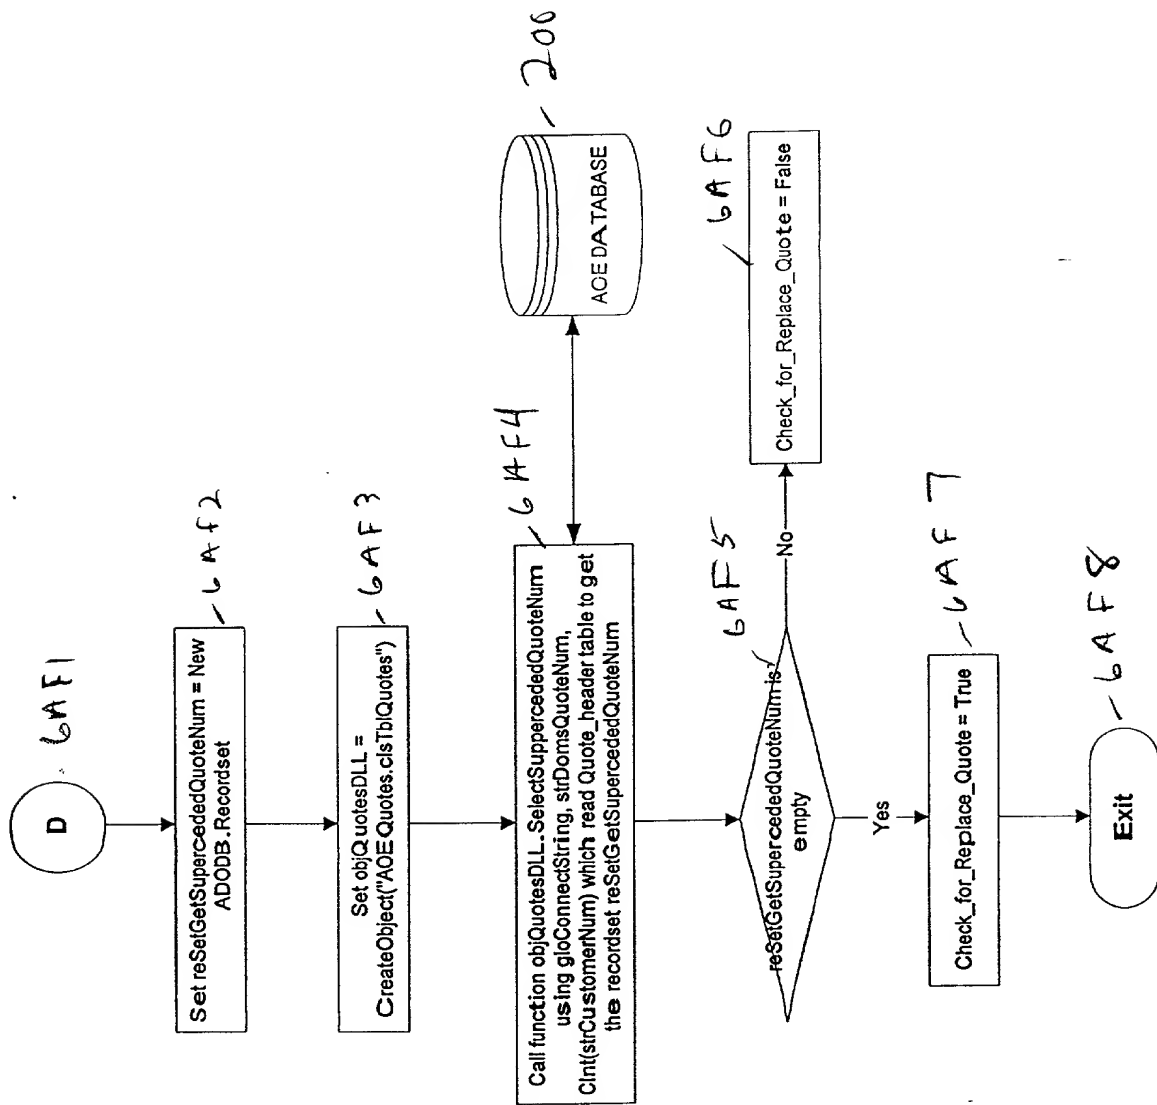 D
6AF1
Set reSetGetSupercededQuoteNum = New
ADODB.Recordset
6AF2
Set objQuotesDLL =
CreateObject("AOEQuotes.clsTblQuotes")
6AF3
Call function objQuotesDLL.SelectSuppercededQuoteNum
using gloConnectString, strDomsQuoteNum,
CInt(strCustomerNum) which read Quote_header table to get
the recordset reSetGetSupercededQuoteNum
6AF4
AOE DATABASE
200
reSetGetSupercededQuoteNum is
empty
6AF5
No
Check_for_Replace_Quote = False
6AF6
Yes
Check_for_Replace_Quote = True
6AF7
Exit
6AF8